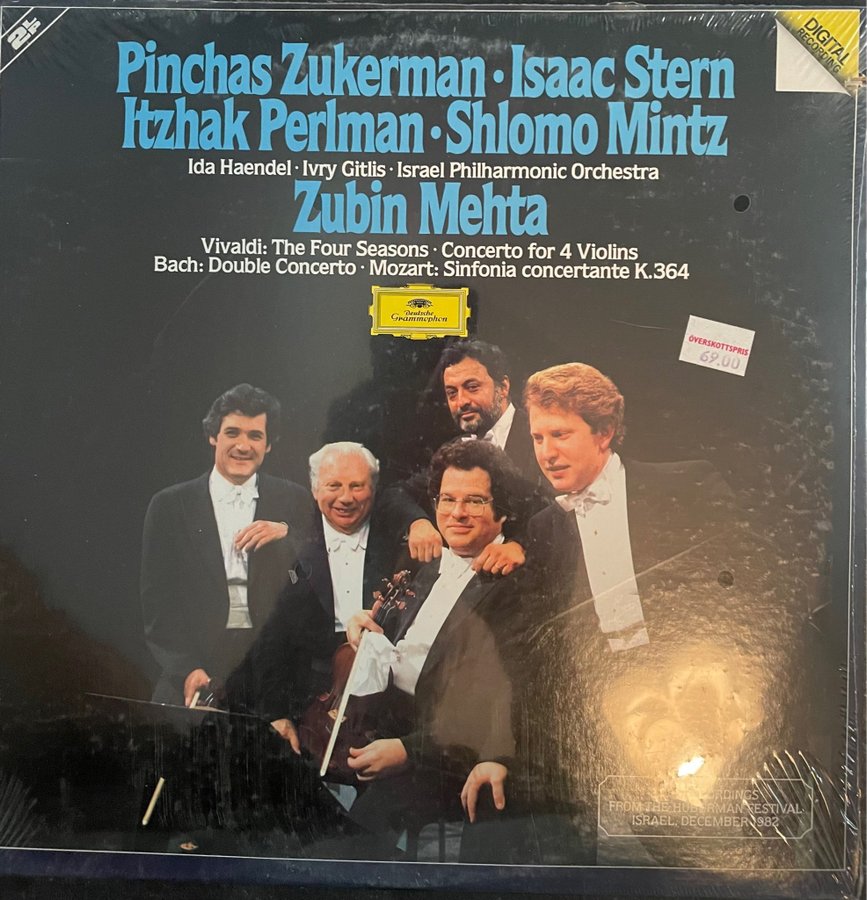 2LP
DIGITAL
RECORDING
Pinchas Zukerman · Isaac Stern
Itzhak Perlman · Shlomo Mintz
Ida Haendel · Ivry Gitlis · Israel Philharmonic Orchestra
Zubin Mehta
Vivaldi: The Four Seasons · Concerto for 4 Violins
Bach: Double Concerto · Mozart: Sinfonia concertante K.364
Deutsche
Grammophon
ÖVERSKOTTSPRIS
69.00
RECORDINGS
FROM THE HUBERMAN FESTIVAL
ISRAEL, DECEMBER 1982